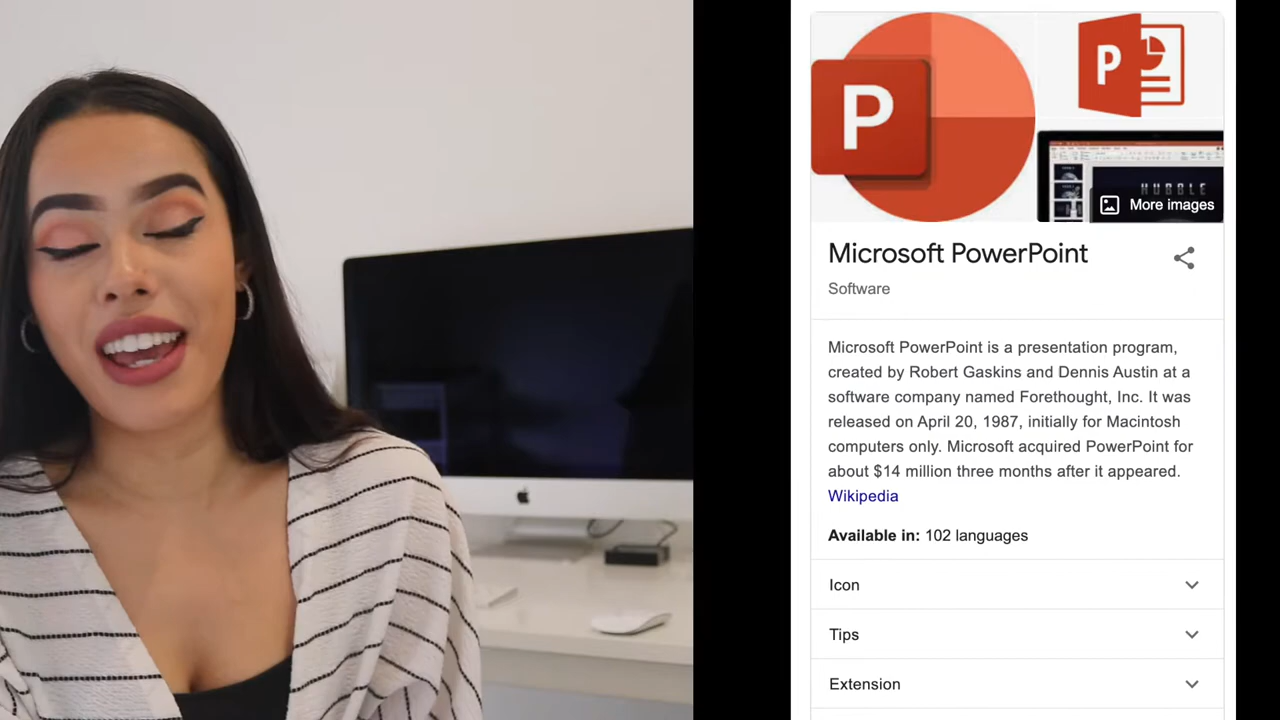 P
P
HUBBLE
More images
Microsoft PowerPoint
Software
Microsoft PowerPoint is a presentation program,
created by Robert Gaskins and Dennis Austin at a
software company named Forethought, Inc. It was
released on April 20, 1987, initially for Macintosh
computers only. Microsoft acquired PowerPoint for
about $14 million three months after it appeared.
Wikipedia
Available in: 102 languages
Icon
Tips
Extension